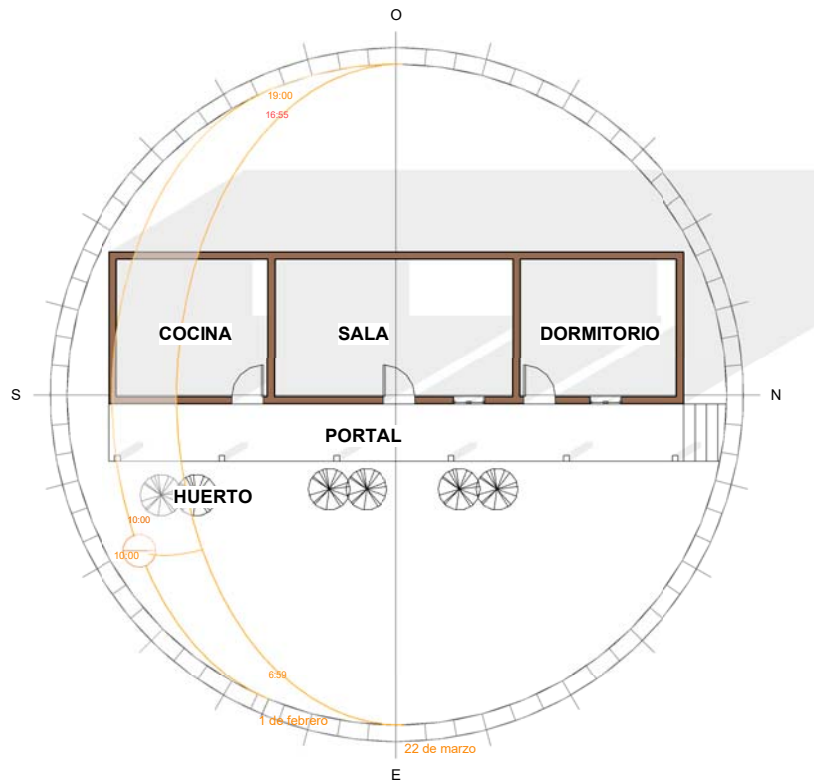 O
19:00
16:55
COCINA
SALA
DORMITORIO
S
N
PORTAL
HUERTO
10:00
10:00
6:59
1 de febrero
22 de marzo
E